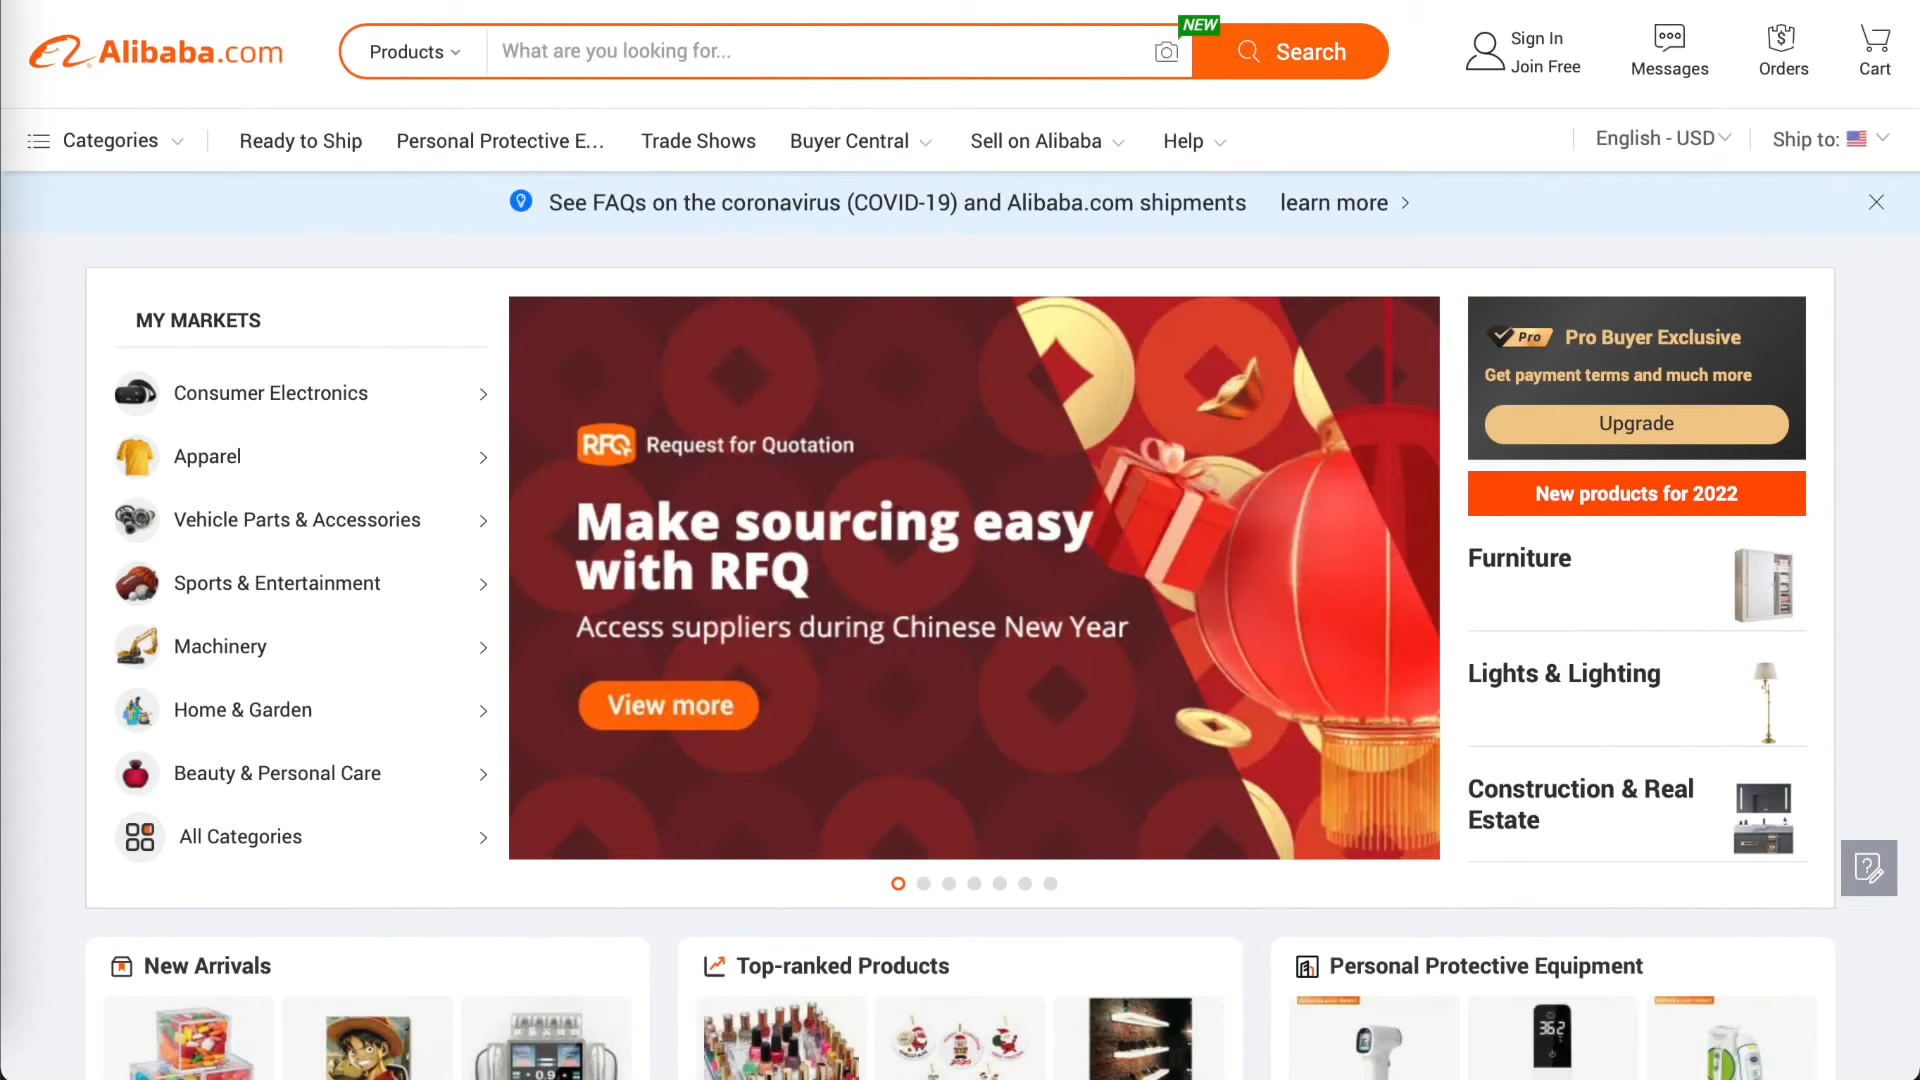 Alibaba.com
Products
What are you looking for...
NEW
Search
Sign In
Join Free
Messages
Orders
Cart
Categories
Ready to Ship
Personal Protective E...
Trade Shows
Buyer Central
Sell on Alibaba
Help
English - USD
Ship to:
See FAQs on the coronavirus (COVID-19) and Alibaba.com shipments
learn more
MY MARKETS
Consumer Electronics
Apparel
Vehicle Parts & Accessories
Sports & Entertainment
Machinery
Home & Garden
Beauty & Personal Care
All Categories
RFQ Request for Quotation
Make sourcing easy
with RFQ
Access suppliers during Chinese New Year
View more
Pro
Pro Buyer Exclusive
Get payment terms and much more
Upgrade
New products for 2022
Furniture
Lights & Lighting
Construction & Real
Estate
New Arrivals
Top-ranked Products
Personal Protective Equipment
0.9
2020
36.2